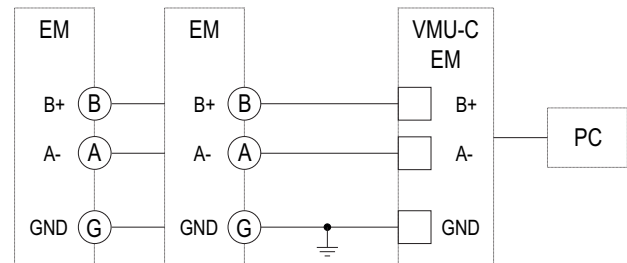 EM
EM
VMU-C
EM
B+ B
B+ B
B+
A- A
A- A
A-
PC
GND G
GND G
GND